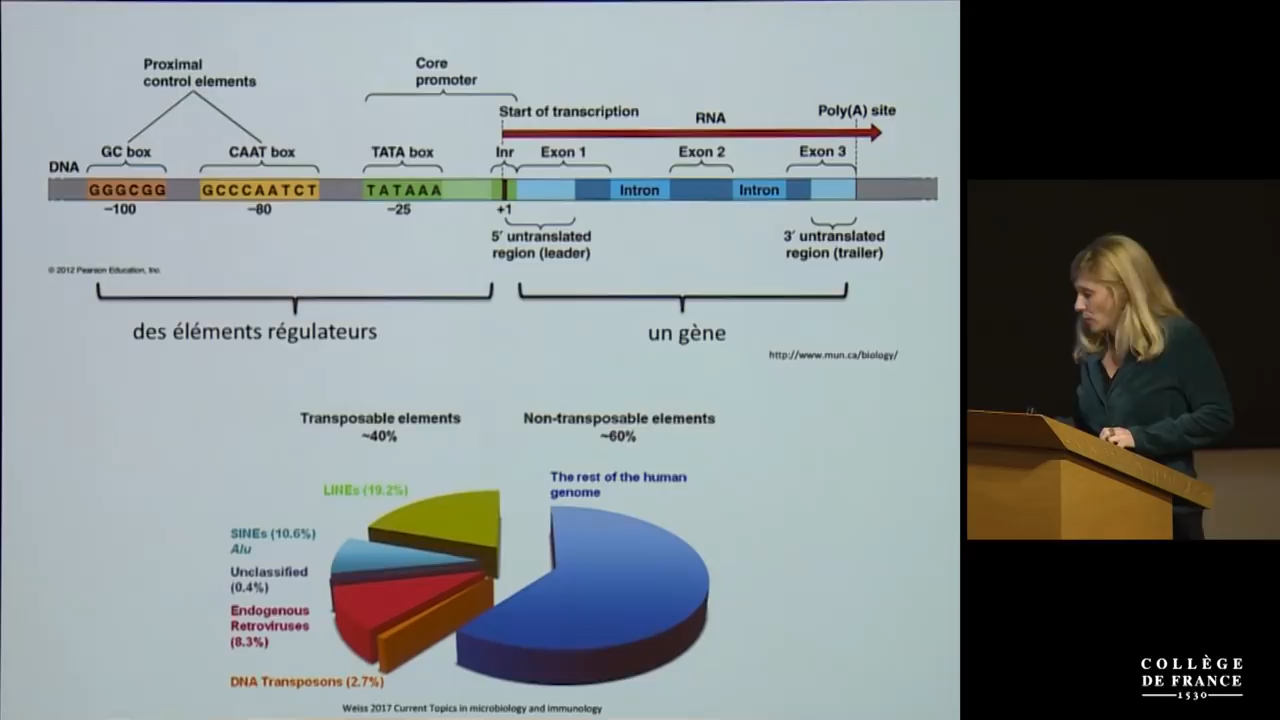 Proximal
control elements
Core
promoter
Start of transcription
RNA
Poly(A) site
DNA
GC box
CAAT box
TATA box
Inr
Exon 1
Exon 2
Exon 3
GGGCGG
GCCCAATCT
TATAAA
Intron
Intron
−100
−80
−25
+1
5′ untranslated
region (leader)
3′ untranslated
region (trailer)
© 2012 Pearson Education, Inc.
des éléments régulateurs
un gène
http://www.mun.ca/biology/
Transposable elements
~40%
Non-transposable elements
~60%
LINEs (19.2%)
The rest of the human
genome
SINEs (10.6%)
Alu
Unclassified
(0.4%)
Endogenous
Retroviruses
(8.3%)
DNA Transposons (2.7%)
Weiss 2017 Current Topics in microbiology and immunology
COLLÈGE
DE FRANCE
1530